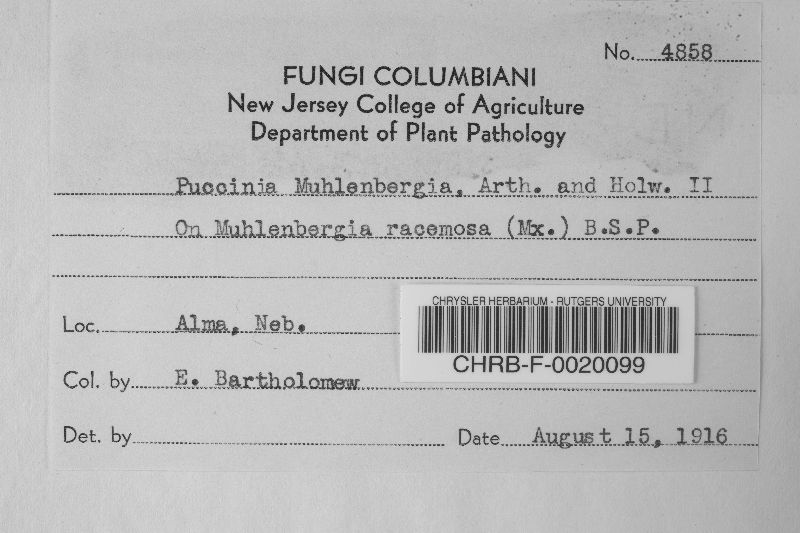 No. 4858
FUNGI COLUMBIANI
New Jersey College of Agriculture
Department of Plant Pathology
Puccinia Muhlenbergia, Arth. and Holw. II
On Muhlenbergia racemosa (Mx.) B.S.P.
Loc. Alma, Neb.
CHRYSLER HERBARIUM - RUTGERS UNIVERSITY
CHRB-F-0020099
Col. by E. Bartholomew
Det. by
Date August 15, 1916